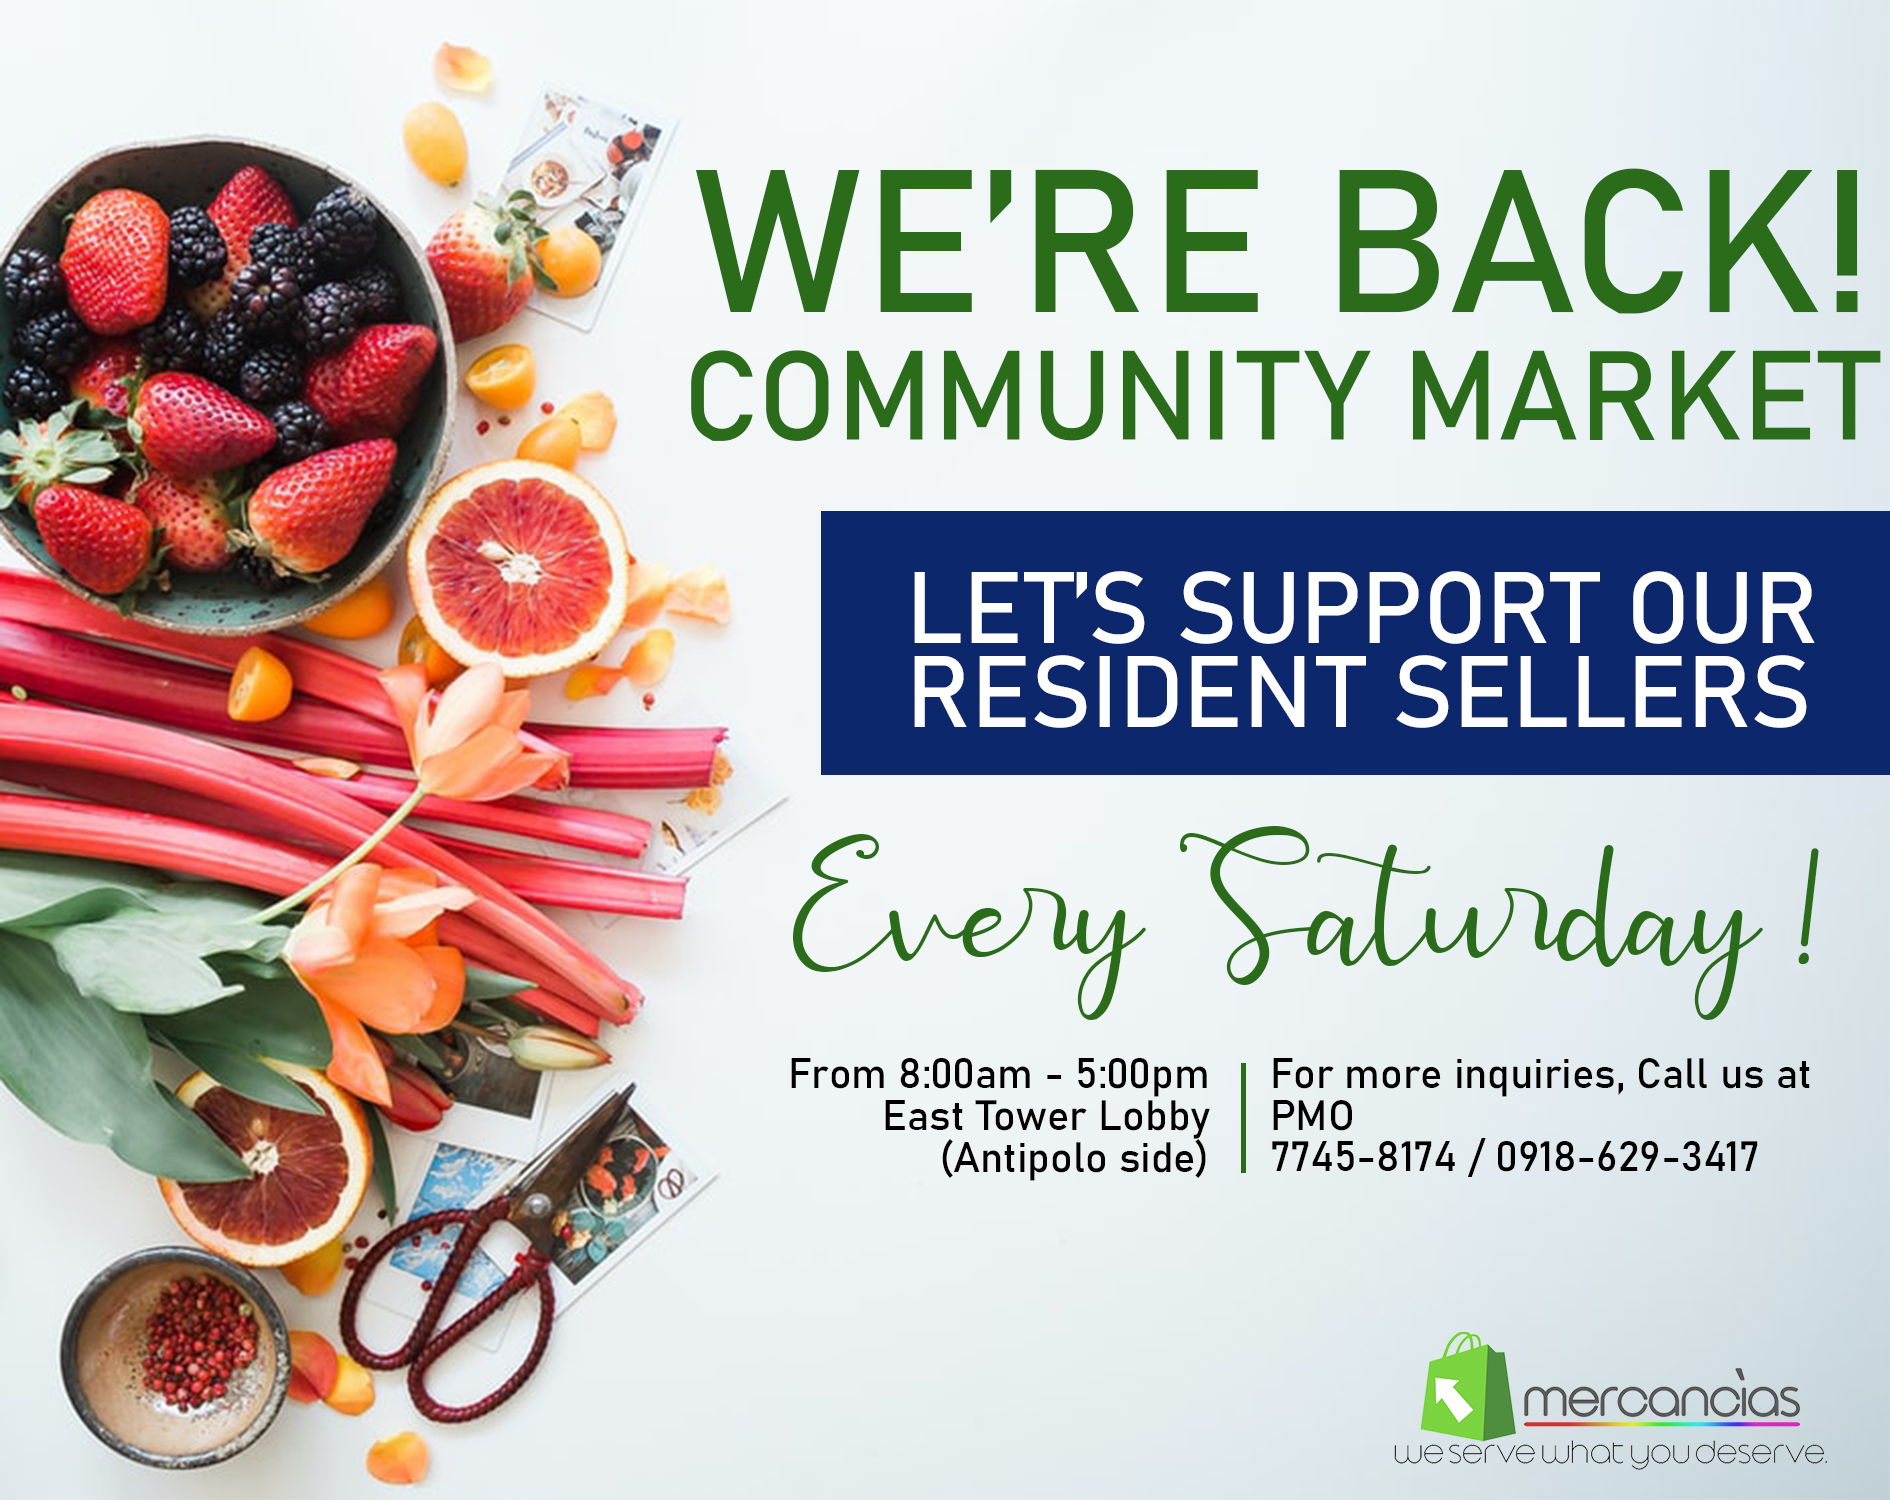 WE'RE BACK!
COMMUNITY MARKET
LET'S SUPPORT OUR
RESIDENT SELLERS
Every Saturday !
From 8:00am - 5:00pm
East Tower Lobby
(Antipolo side)
For more inquiries, Call us at
PMO
7745-8174 / 0918-629-3417
mercancìas
we serve what you deserve.